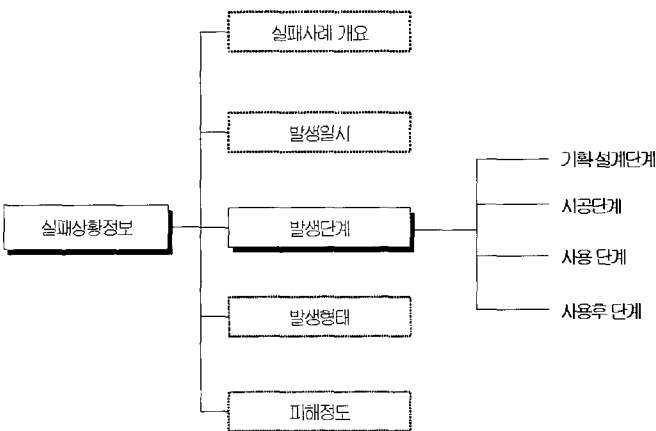 실패사례 개요
발생일시
기획설계단계
시공단계
실패상황정보
발생단계
사용 단계
사용후 단계
발생형태
피해정도